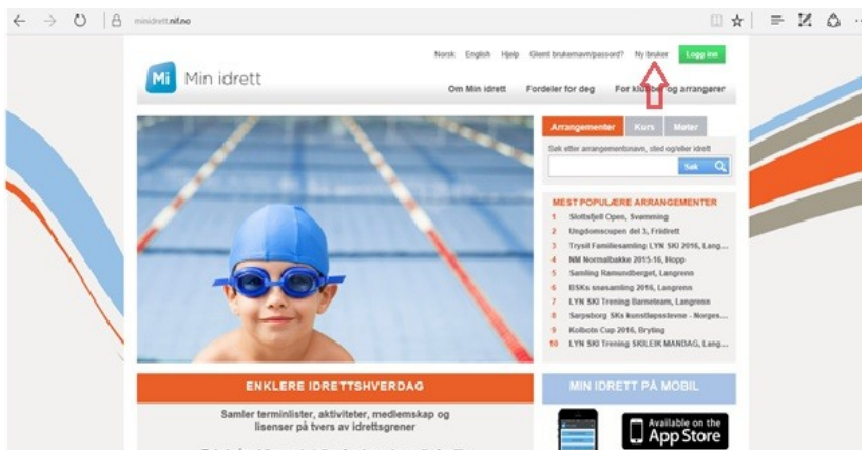 minidrett.nif.no
Norsk English Hjelp Glemt brukernavn/passord? Ny bruker Logg inn
Mi Min idrett
Om Min idrett Fordeler for deg For klubber og arrangører
Arrangementer Kurs Møter
Søk etter arrangementsnavn, sted og/eller idrett
Søk
MEST POPULÆRE ARRANGEMENTER
1 Slottsfjell Open, Svømming
2 Ungdomscupen del 3, Friidrett
3 Trysil Familiesamling LYN SKI 2016, Lang...
4 NM Normalbakke 2015-16, Hopp
5 Samling Ramundberget, Langrenn
6 BSKs snøsamling 2016, Langrenn
7 LYN SKI Trening Barneteam, Langrenn
8 Sarpsborg SKs kunstløpsstevne - Norges...
9 Kolbotn Cup 2016, Bryting
10 LYN SKI Trening SKILEIK MANDAG, Lang...
ENKLERE IDRETTSHVERDAG
Samler terminlister, aktiviteter, medlemskap og
lisenser på tvers av idrettsgrener
MIN IDRETT PÅ MOBIL
Available on the
App Store